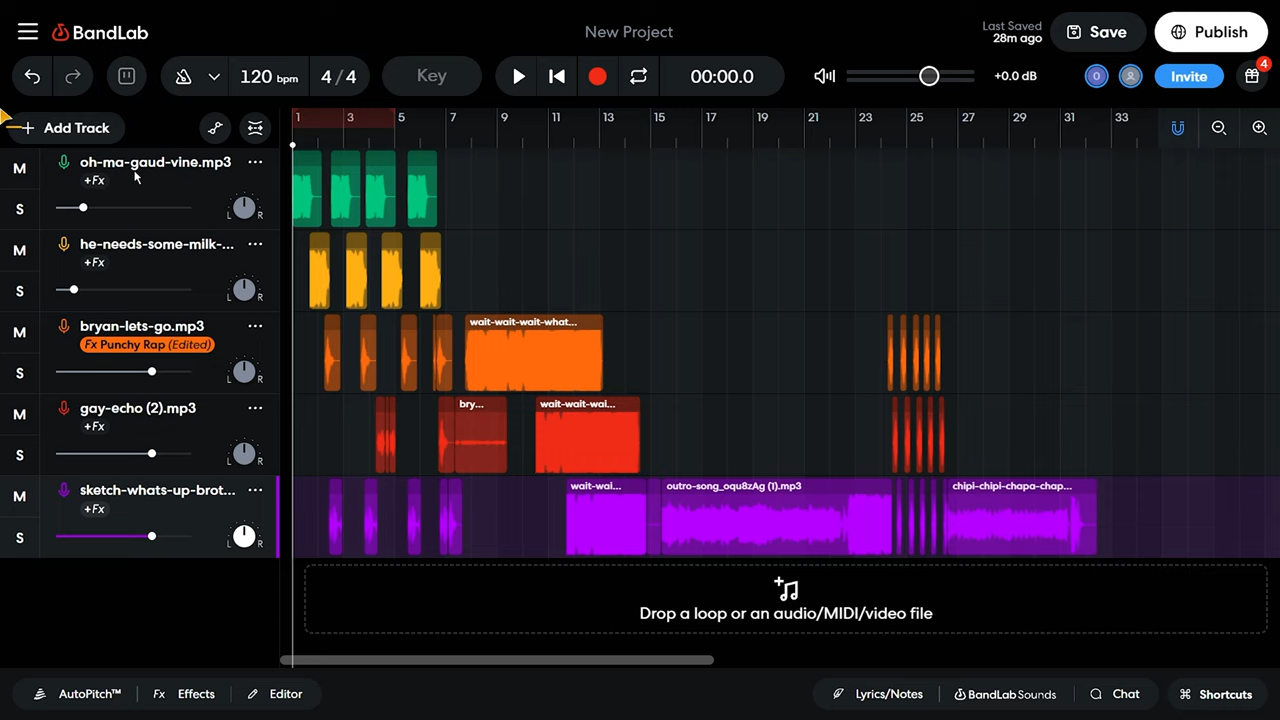 BandLab
New Project
Last Saved
28m ago
Save
Publish
120 bpm
4/4
Key
00:00.0
+0.0 dB
O
Invite
4
Add Track
1 3 5 7 9 11 13 15 17 19 21 23 25 27 29 31 33
M
oh-ma-gaud-vine.mp3
+Fx
S
L R
M
he-needs-some-milk-...
+Fx
S
L R
M
bryan-lets-go.mp3
Fx Punchy Rap (Edited)
S
L R
wait-wait-wait-what...
M
gay-echo (2).mp3
+Fx
S
L R
bry...
wait-wait-wai...
M
sketch-whats-up-brot...
+Fx
S
L R
wait-wai...
outro-song_oqu8zAg (1).mp3
chipi-chipi-chapa-chap...
Drop a loop or an audio/MIDI/video file
AutoPitch™
Fx Effects
Editor
Lyrics/Notes
BandLab Sounds
Chat
Shortcuts